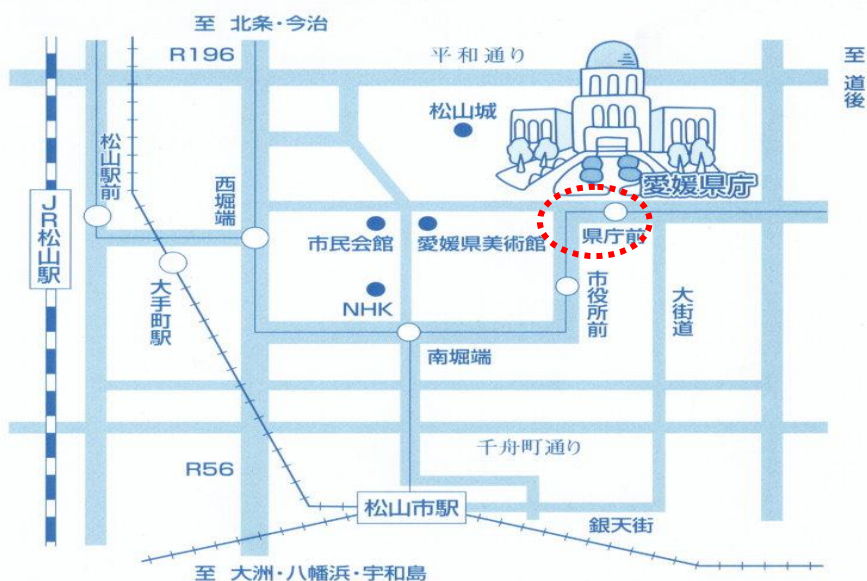 至 北条・今治
R196
平和通り
至 道後
松山城
松山駅前
西堀端
愛媛県庁
JR松山駅
市民会館
愛媛県美術館
県庁前
大手町駅
NHK
市役所前
大街道
南堀端
千舟町通り
R56
松山市駅
銀天街
至 大洲・八幡浜・宇和島